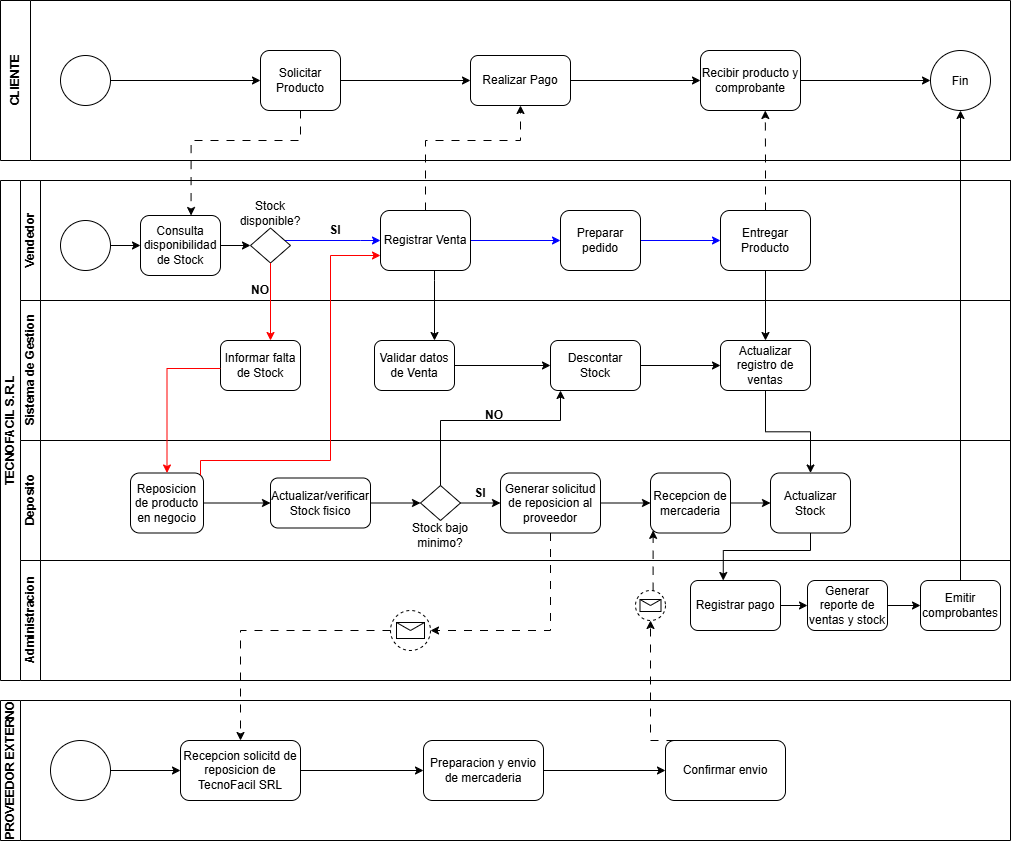 CLIENTE
Solicitar
Producto
Realizar Pago
Recibir producto y
comprobante
Fin
TECNOFACIL S.R.L
Vendedor
Consulta
disponibilidad
de Stock
Stock
disponible?
SI
NO
Registrar Venta
Preparar
pedido
Entregar
Producto
Sistema de Gestion
Informar falta
de Stock
Validar datos
de Venta
Descontar
Stock
Actualizar
registro de
ventas
Deposito
Reposicion
de producto
en negocio
Actualizar/verificar
Stock fisico
NO
SI
Stock bajo
minimo?
Generar solicitud
de reposicion al
proveedor
Recepcion de
mercaderia
Actualizar
Stock
Administracion
Registrar pago
Generar
reporte de
ventas y stock
Emitir
comprobantes
PROVEEDOR EXTERNO
Recepcion solicitd de
reposicion de
TecnoFacil SRL
Preparacion y envio
de mercaderia
Confirmar envio